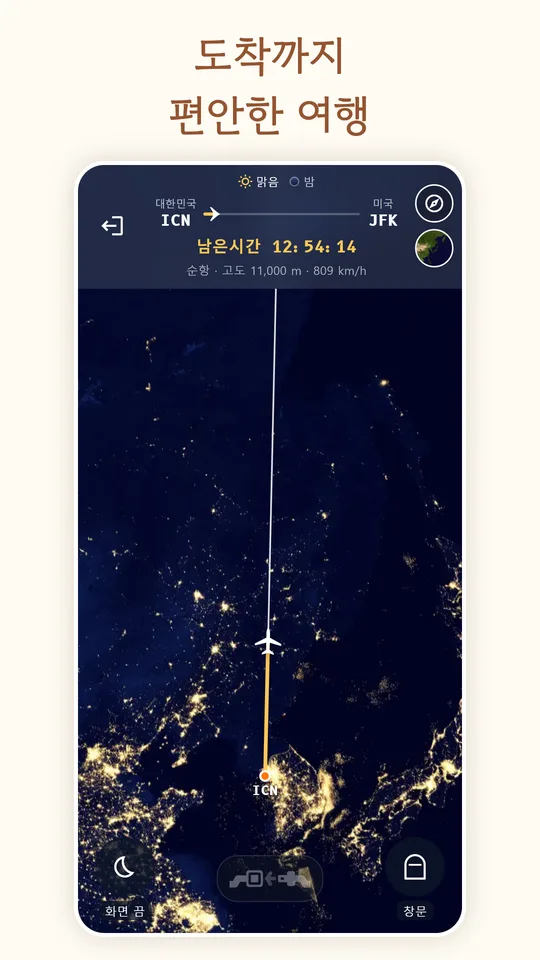 도착까지
편안한 여행
맑음 밤
대한민국 미국
ICN JFK
남은시간 12: 54: 14
순항 · 고도 11,000 m · 809 km/h
ICN
화면 끔 창문